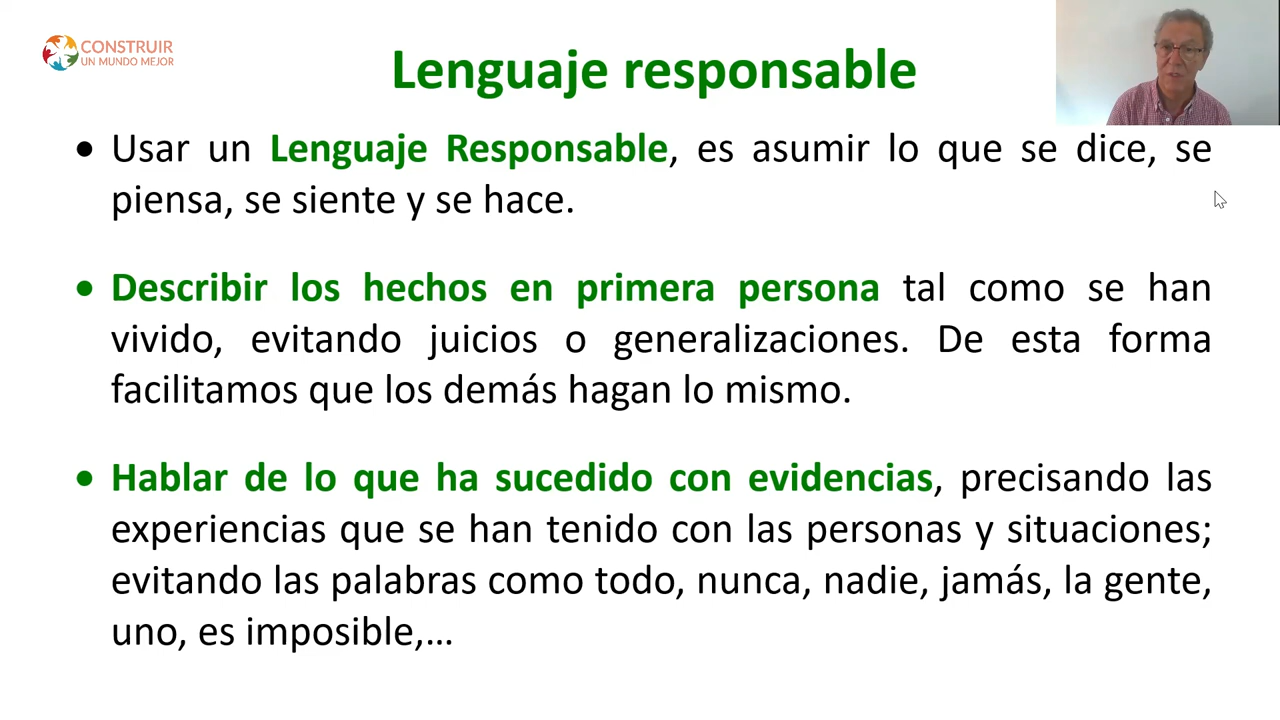 CONSTRUIR
UN MUNDO MEJOR
Lenguaje responsable
• Usar un Lenguaje Responsable, es asumir lo que se dice, se
piensa, se siente y se hace.
• Describir los hechos en primera persona tal como se han
vivido, evitando juicios o generalizaciones. De esta forma
facilitamos que los demás hagan lo mismo.
• Hablar de lo que ha sucedido con evidencias, precisando las
experiencias que se han tenido con las personas y situaciones;
evitando las palabras como todo, nunca, nadie, jamás, la gente,
uno, es imposible,…